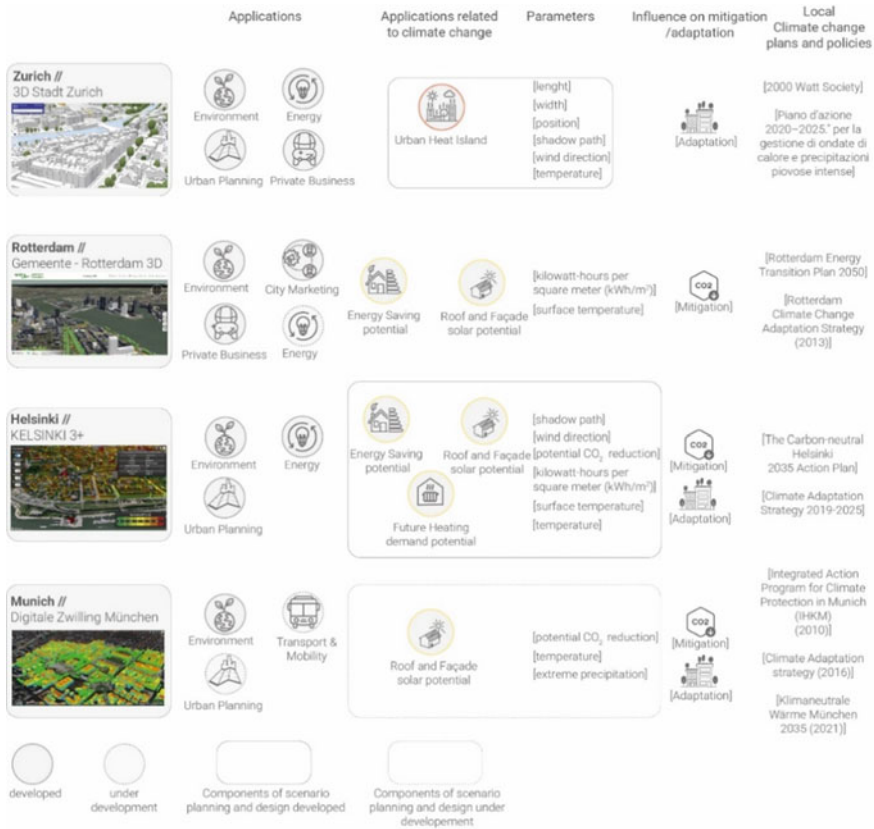 Applications
Applications related
to climate change
Parameters
Influence on mitigation
/adaptation
Local
Climate change
plans and policies
Zurich //
3D Stadt Zurich
Environment
Energy
Urban Planning
Private Business
Urban Heat Island
[lenght]
[width]
[position]
[shadow path]
[wind direction]
[temperature]
[Adaptation]
[2000 Watt Society]
[Piano d'azione
2020–2025." per la
gestione di ondate di
calore e precipitazioni
piovose intense]
Rotterdam //
Gemeente - Rotterdam 3D
Environment
City Marketing
Private Business
Energy
Energy Saving
potential
Roof and Façade
solar potential
[kilowatt-hours per
square meter (kWh/m²)]
[surface temperature]
CO2
[Mitigation]
[Rotterdam Energy
Transition Plan 2050]
[Rotterdam
Climate Change
Adaptation Strategy
(2013)]
Helsinki //
KELSINKI 3+
Environment
Energy
Urban Planning
Energy Saving
potential
Roof and Façade
solar potential
Future Heating
demand potential
[shadow path]
[wind direction]
[potential CO₂ reduction]
[kilowatt-hours per
square meter (kWh/m²)]
[surface temperature]
[temperature]
CO2
[Mitigation]
[Adaptation]
[The Carbon-neutral
Helsinki
2035 Action Plan]
[Climate Adaptation
Strategy 2019-2025]
Munich //
Digitale Zwilling München
Environment
Transport &
Mobility
Urban Planning
Roof and Façade
solar potential
[potential CO₂ reduction]
[temperature]
[extreme precipitation]
CO2
[Mitigation]
[Adaptation]
[Integrated Action
Program for Climate
Protection in Munich
(IHKM)
(2010)]
[Climate Adaptation
strategy (2016)]
[Klimaneutrale
Wärme München
2035 (2021)]
developed
under
development
Components of scenario
planning and design developed
Components of scenario
planning and design under
developement